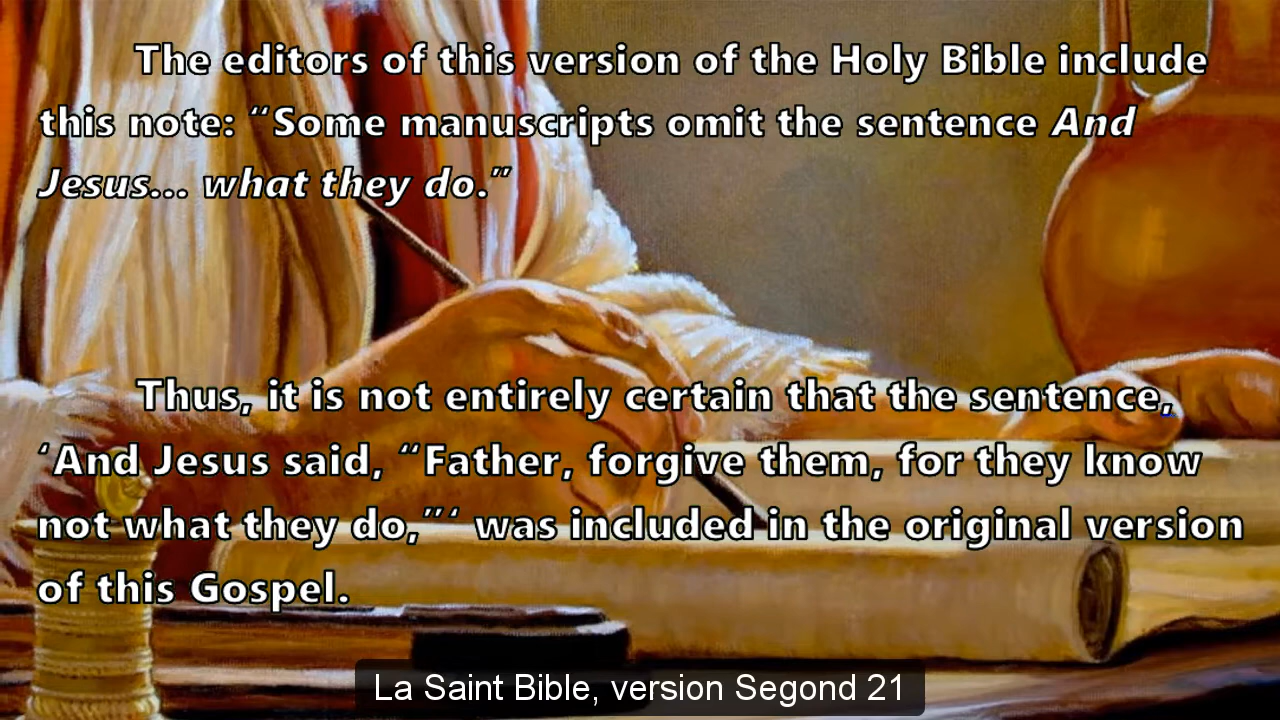 The editors of this version of the Holy Bible include
this note: “Some manuscripts omit the sentence And
Jesus... what they do.”
Thus, it is not entirely certain that the sentence,
‘And Jesus said, “Father, forgive them, for they know
not what they do,”‘ was included in the original version
of this Gospel.
La Saint Bible, version Segond 21